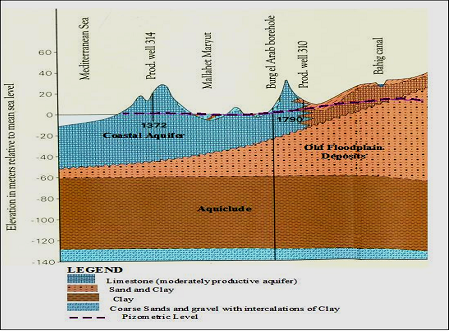 Mediterranean Sea
Prod. well 314
Mallahet Maryut
Burg el Arab borehole
Prod. well 310
Bahig canal
Elevation in meters relative to mean sea level
60
40
20
0
-20
-40
-60
-80
-100
-120
-140
1372
Coastal Aquifer
1790
Old Floodplain
Deposits
Aquiclude
LEGEND
Limestone (moderately productive aquifer)
Sand and Clay
Clay
Coarse Sands and gravel with intercalations of Clay
Pizometric Level